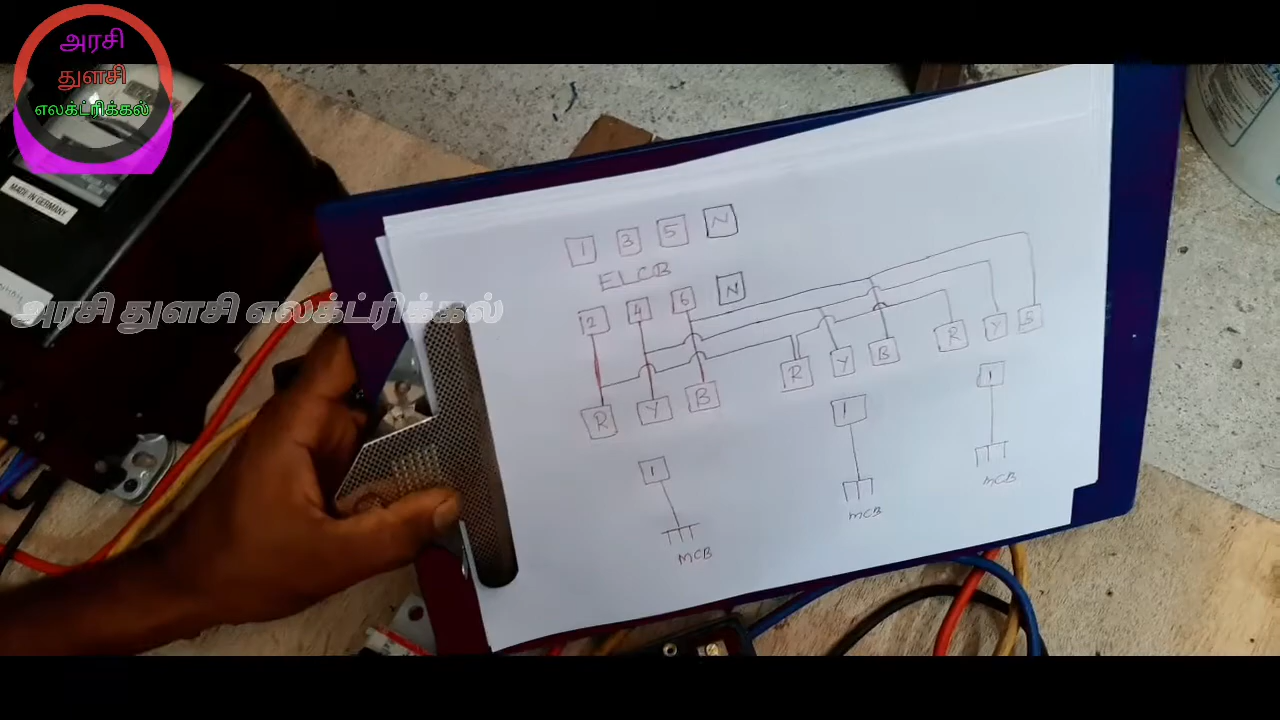 அரசி
துளசி
எலக்ட்ரிக்கல்
MADE IN GERMANY
அரசி துளசி எலக்ட்ரிக்கல்
1 3 5 N
ELCB
2 4 6 N
R Y B R Y B R Y B
1 1 1
MCB MCB MCB